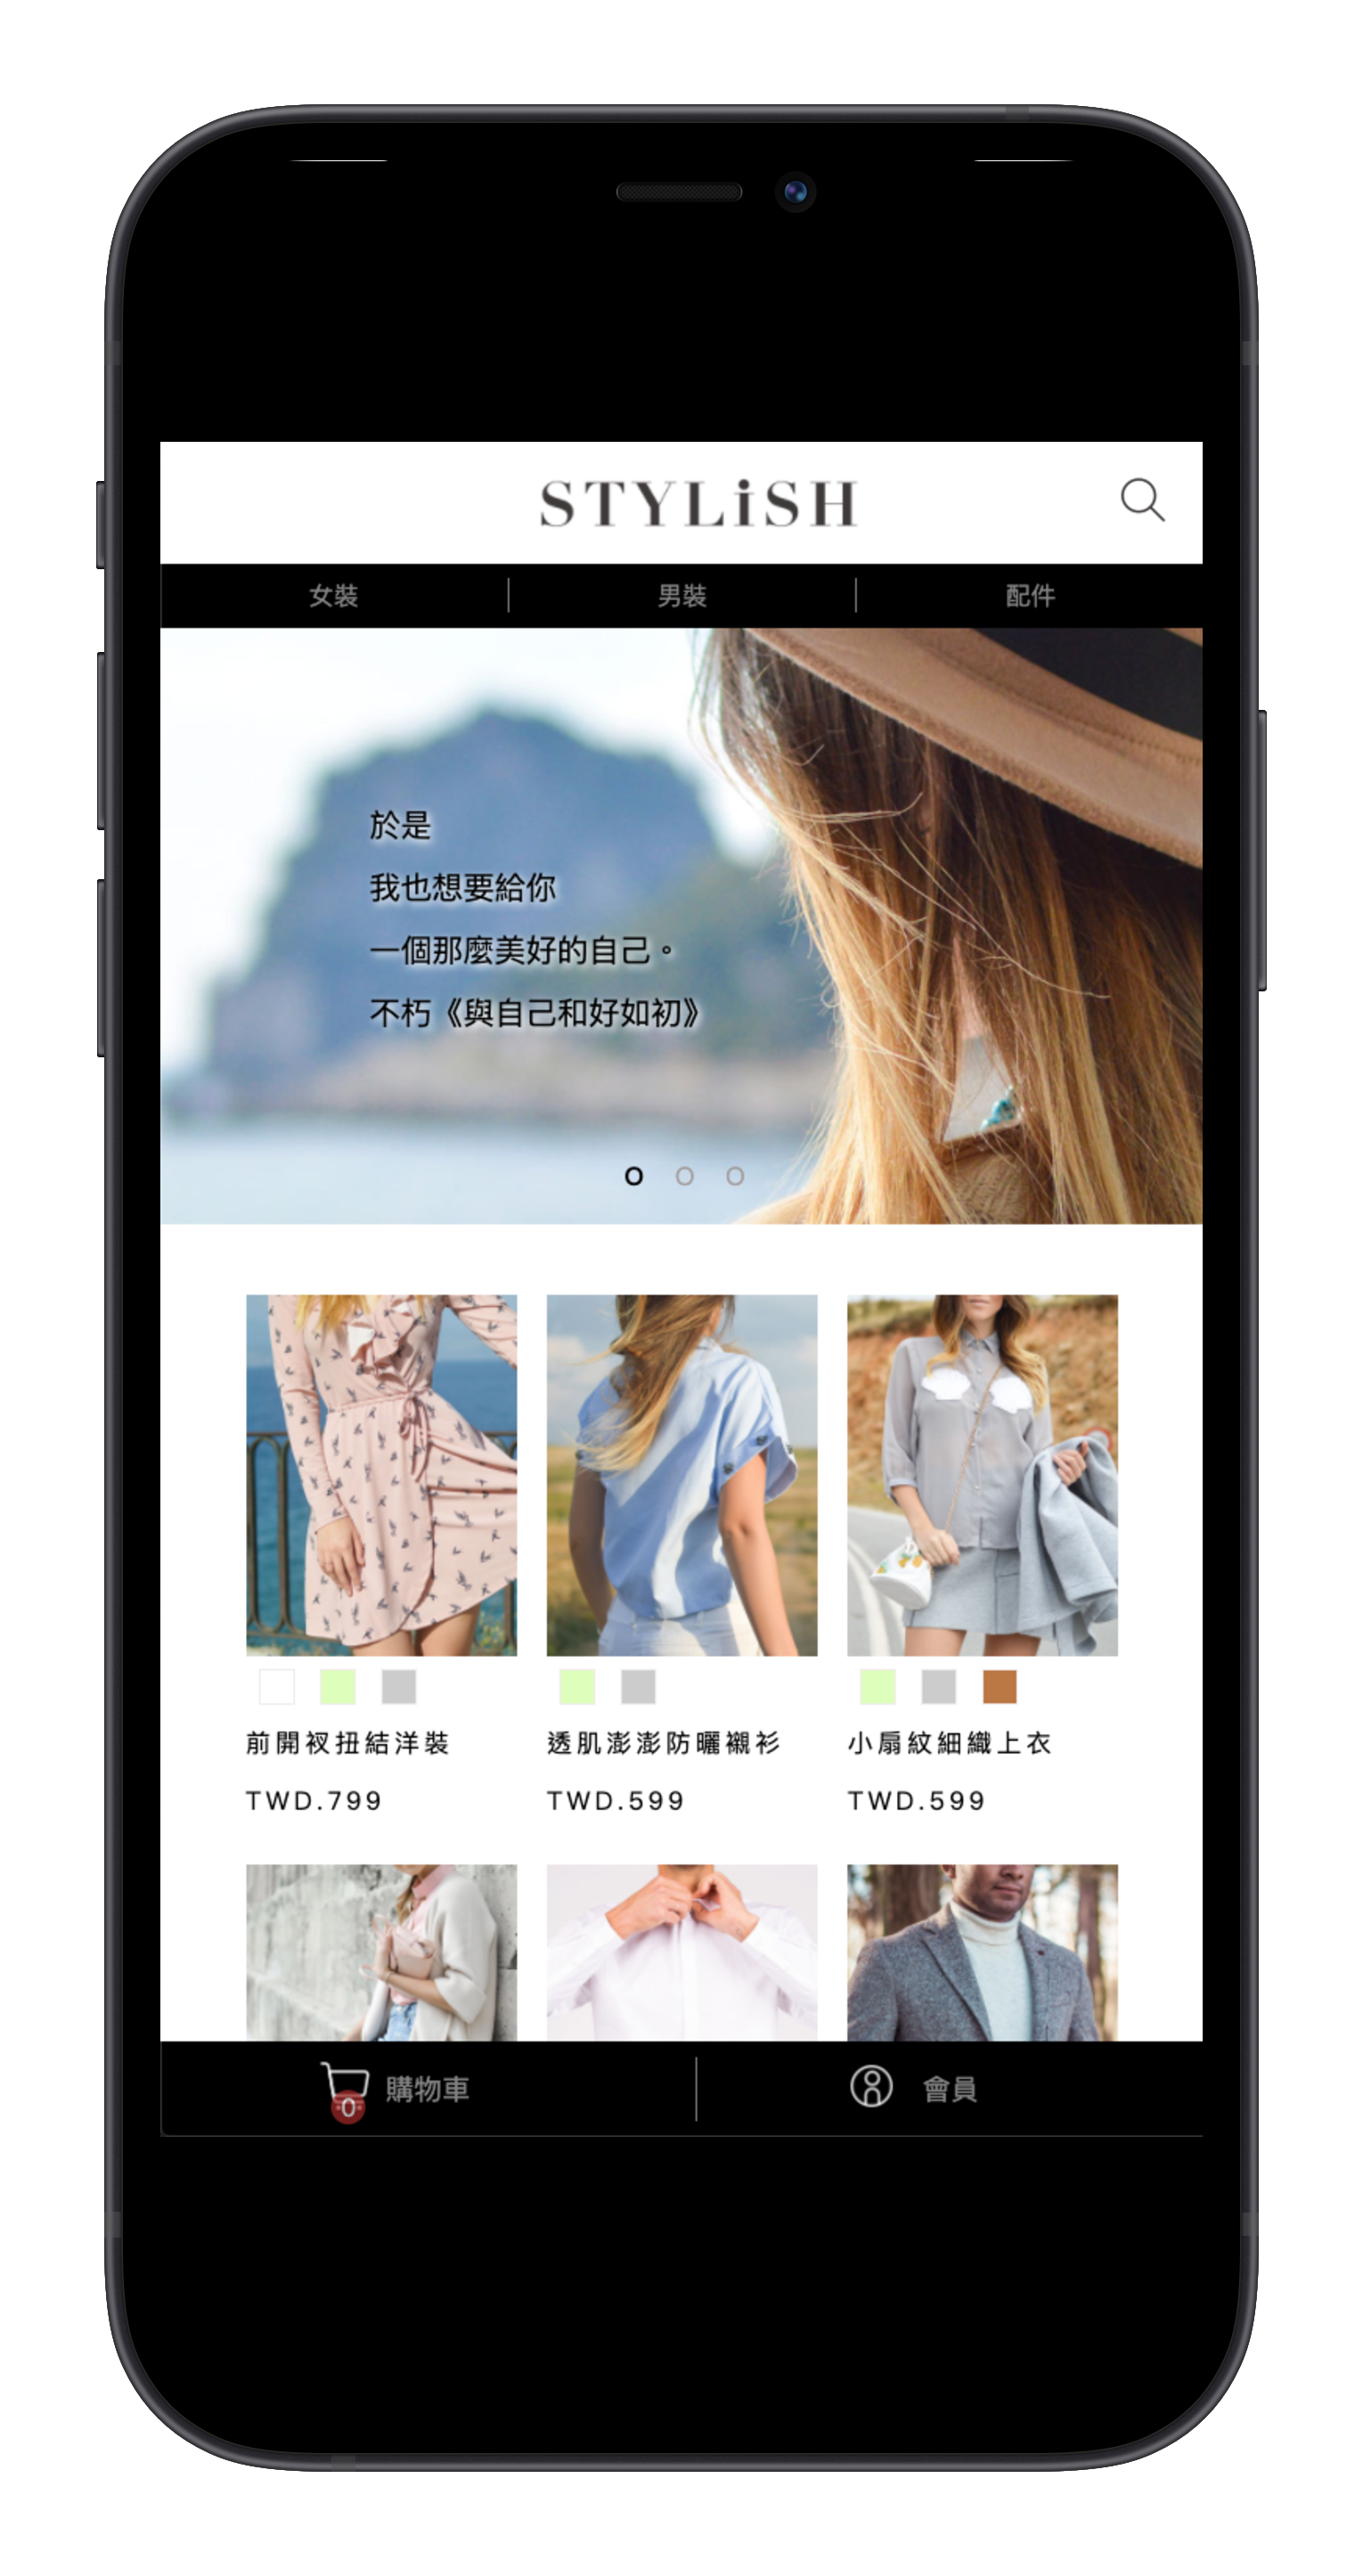 STYLiSH
女裝
男裝
配件
於是
我也想要給你
一個那麼美好的自己。
不朽《與自己和好如初》
前開衩扭結洋裝
透肌澎澎防曬襯衫
小扇紋細織上衣
TWD.799
TWD.599
TWD.599
0
購物車
會員